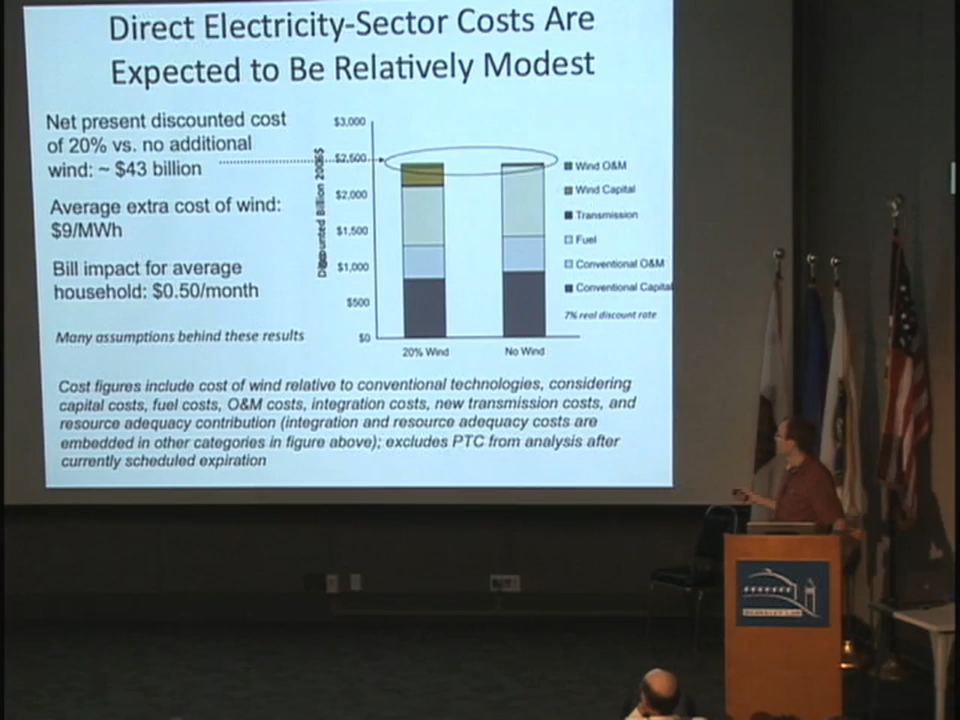 Direct Electricity-Sector Costs Are
Expected to Be Relatively Modest
Net present discounted cost
of 20% vs. no additional
wind: ~ $43 billion
Average extra cost of wind:
$9/MWh
Bill impact for average
household: $0.50/month
Many assumptions behind these results
Billion 2006$
$3,000
$2,500
$2,000
$1,500
$1,000
$500
$0
20% Wind
No Wind
Wind O&M
Wind Capital
Transmission
Fuel
Conventional O&M
Conventional Capital
7% real discount rate
Cost figures include cost of wind relative to conventional technologies, considering
capital costs, fuel costs, O&M costs, integration costs, new transmission costs, and
resource adequacy contribution (integration and resource adequacy costs are
embedded in other categories in figure above); excludes PTC from analysis after
currently scheduled expiration